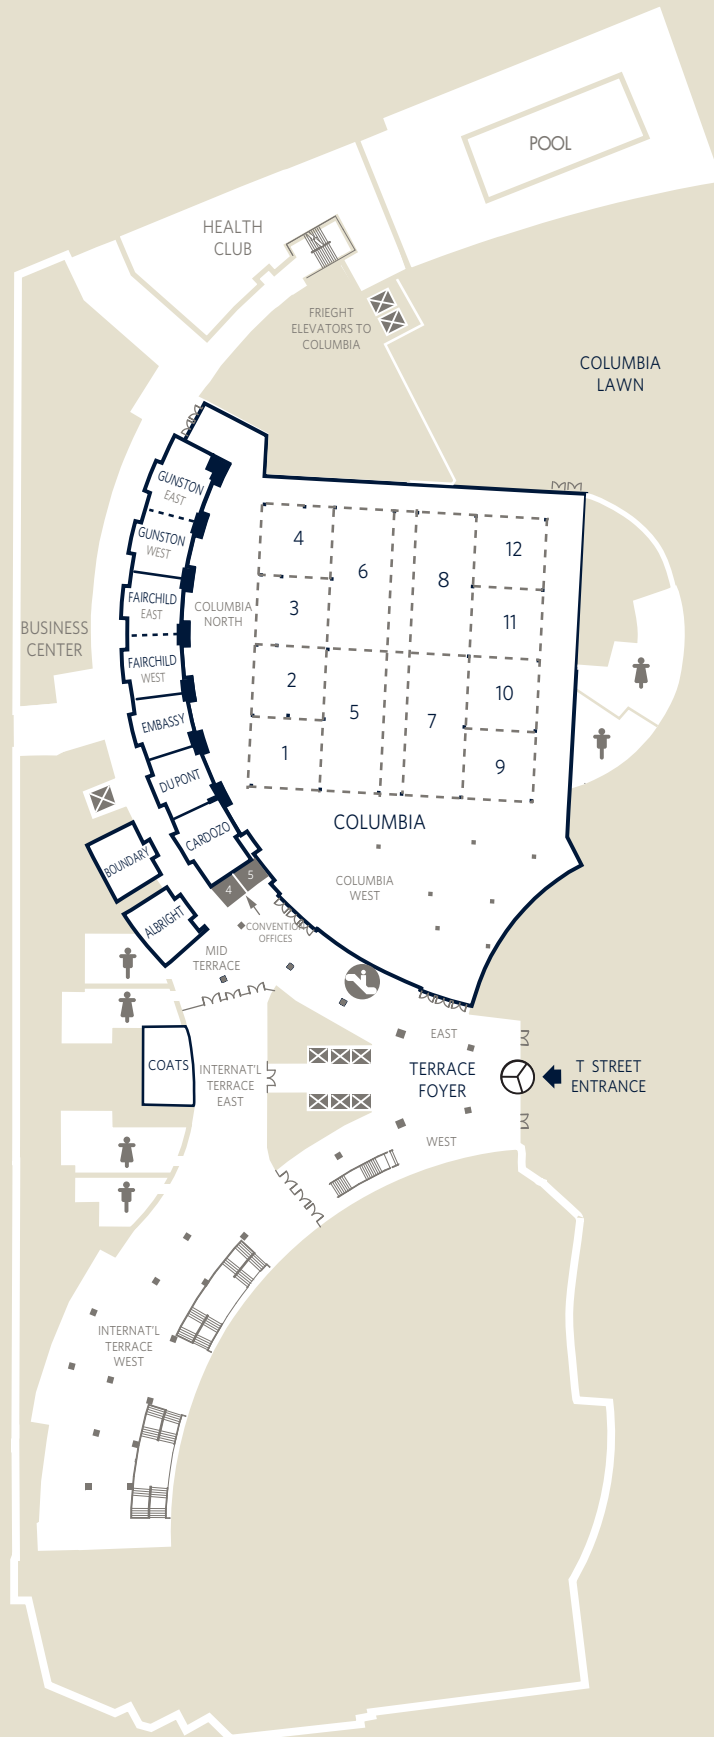 POOL
HEALTH
CLUB
FRIEGHT
ELEVATORS TO
COLUMBIA
COLUMBIA
LAWN
GUNSTON
EAST
GUNSTON
WEST
FAIRCHILD
EAST
FAIRCHILD
WEST
EMBASSY
DUPONT
CARDOZO
BUSINESS
CENTER
COLUMBIA
NORTH
4
6
8
12
3
11
2
5
7
10
1
9
COLUMBIA
COLUMBIA
WEST
BOUNDARY
ALBRIGHT
5
4
CONVENTION
OFFICES
MID
TERRACE
COATS
INTERNAT'L
TERRACE
EAST
EAST
TERRACE
FOYER
WEST
T STREET
ENTRANCE
INTERNAT'L
TERRACE
WEST